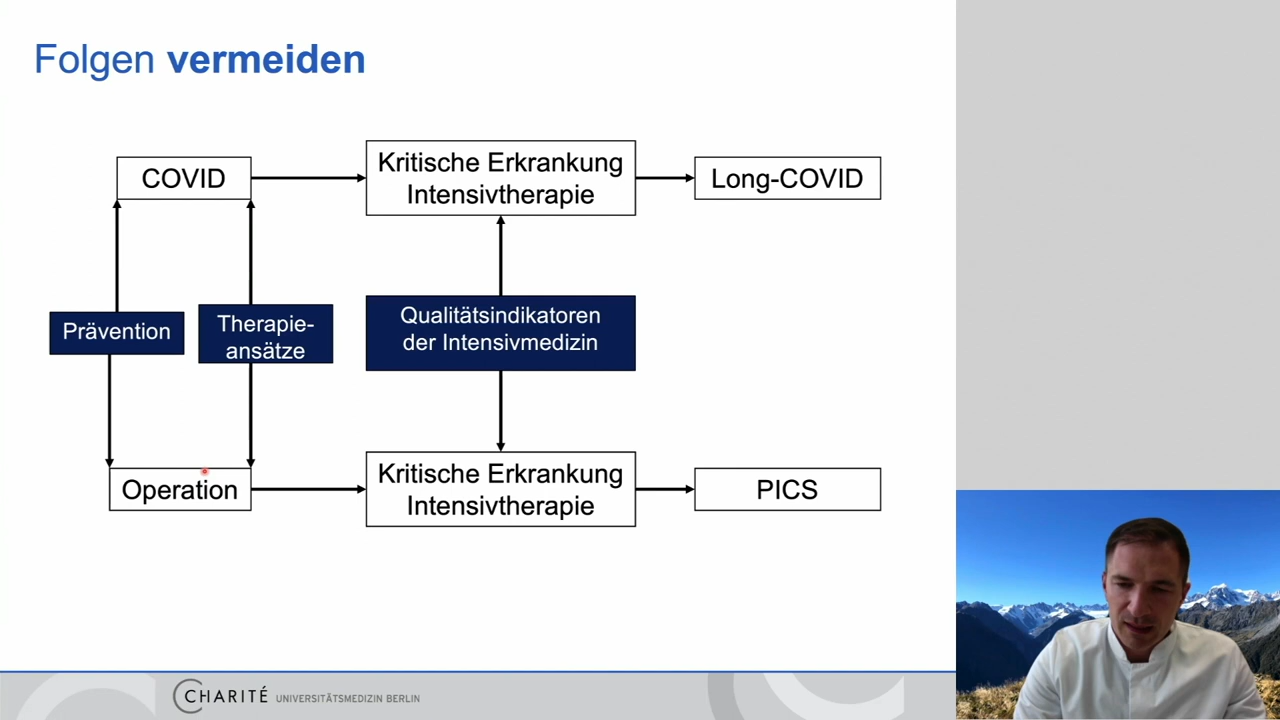 Folgen vermeiden
COVID
Kritische Erkrankung
Intensivtherapie
Long-COVID
Prävention
Therapie-
ansätze
Qualitätsindikatoren
der Intensivmedizin
Operation
Kritische Erkrankung
Intensivtherapie
PICS
CHARITÉ UNIVERSITÄTSMEDIZIN BERLIN